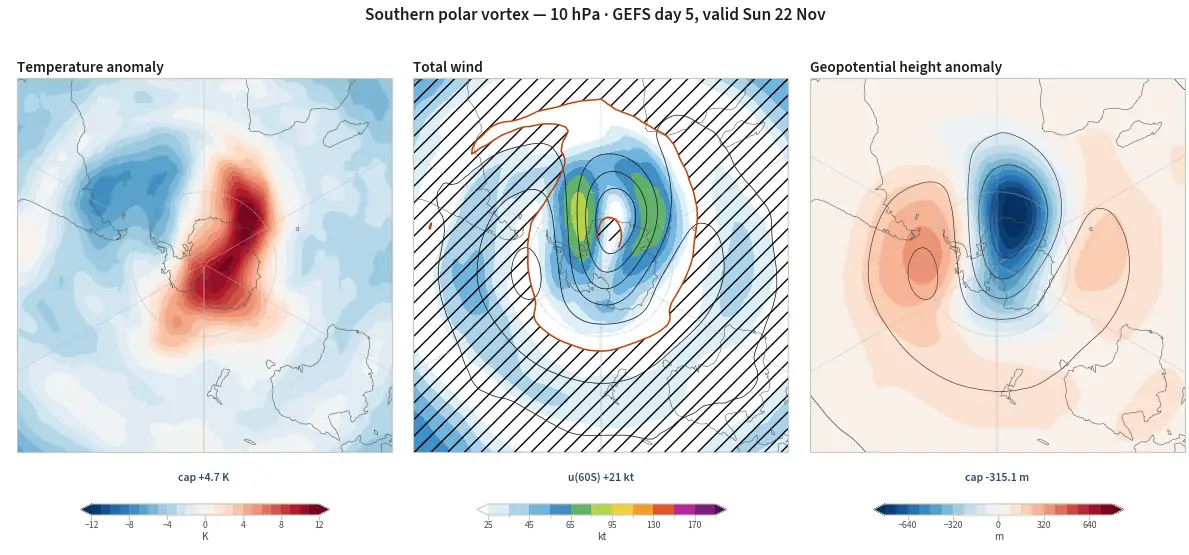 Southern polar vortex — 10 hPa · GEFS day 5, valid Sun 22 Nov
Temperature anomaly
Total wind
Geopotential height anomaly
cap +4.7 K
u(60S) +21 kt
cap -315.1 m
−12 −8 −4 0 4 8 12
K
25 45 65 95 130 170
kt
−640 −320 0 320 640
m